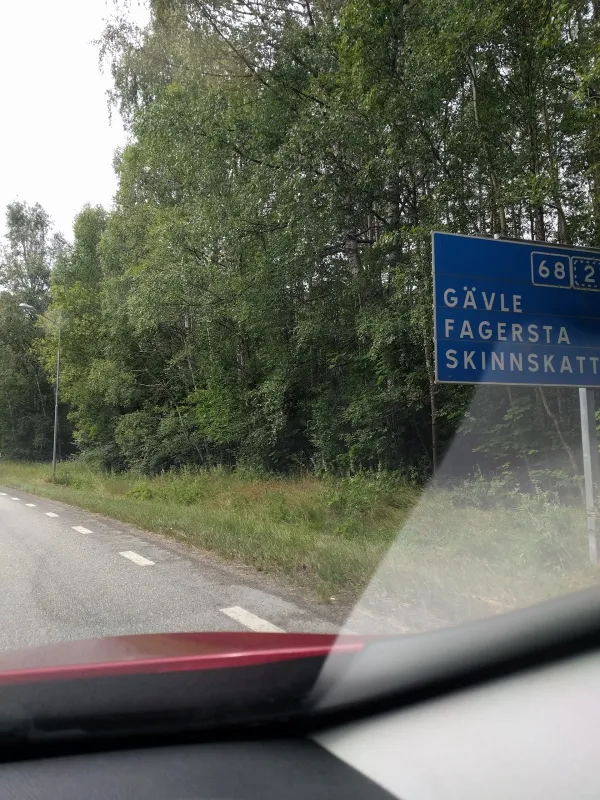 68 2
GÄVLE
FAGERSTA
SKINNSKATT